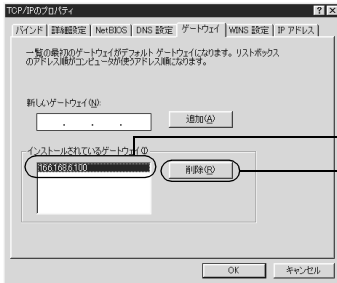 TCP/IPのプロパティ
バインド 詳細設定 NetBIOS DNS 設定 ゲートウェイ WINS 設定 IP アドレス
一覧の最初のゲートウェイがデフォルト ゲートウェイになります。リストボックス
のアドレス順がコンピュータが使うアドレス順になります。
新しいゲートウェイ(N):
. . .
追加(A)
インストールされているゲートウェイ(I)
166.168.6.100
削除(R)
OK キャンセル